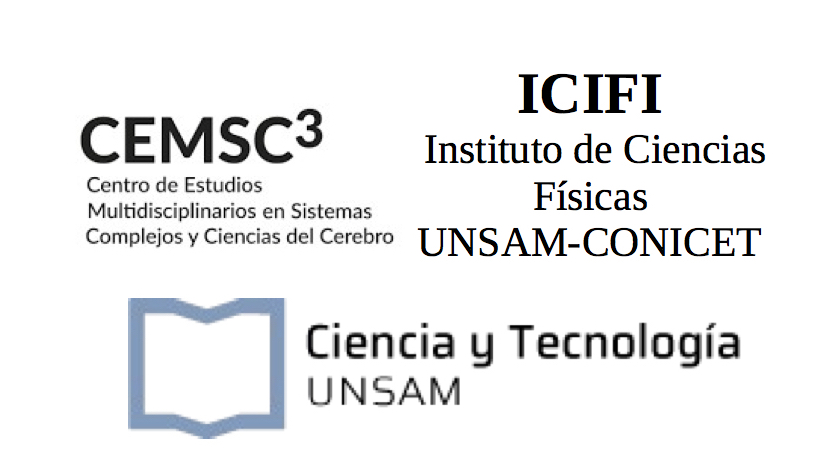 CEMSC³
Centro de Estudios
Multidisciplinarios en Sistemas
Complejos y Ciencias del Cerebro
ICIFI
Instituto de Ciencias
Físicas
UNSAM-CONICET
Ciencia y Tecnología
UNSAM